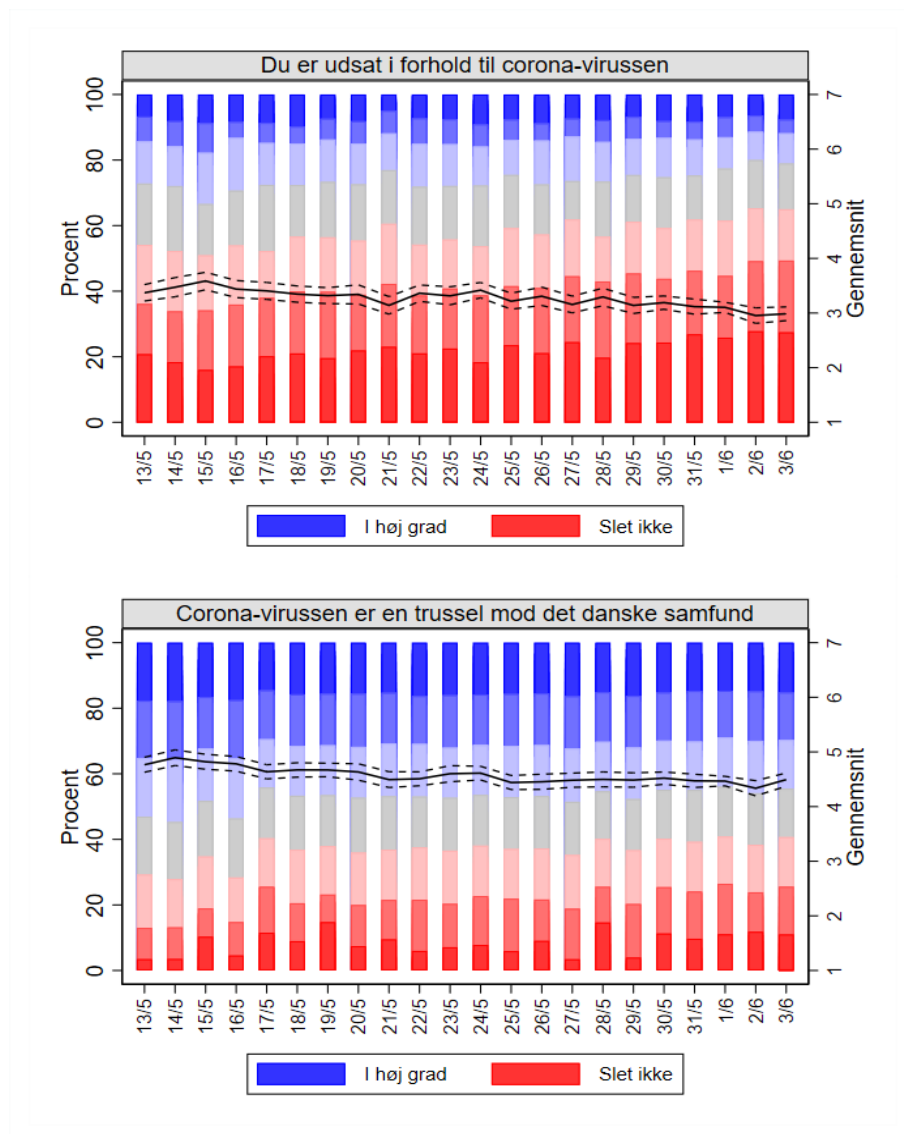 Du er udsat i forhold til corona-virussen
Procent
100
80
60
40
20
0
Gennemsnit
7
6
5
4
3
2
1
13/5 14/5 15/5 16/5 17/5 18/5 19/5 20/5 21/5 22/5 23/5 24/5 25/5 26/5 27/5 28/5 29/5 30/5 31/5 1/6 2/6 3/6
I høj grad Slet ikke
Corona-virussen er en trussel mod det danske samfund
Procent
100
80
60
40
20
0
Gennemsnit
7
6
5
4
3
2
1
13/5 14/5 15/5 16/5 17/5 18/5 19/5 20/5 21/5 22/5 23/5 24/5 25/5 26/5 27/5 28/5 29/5 30/5 31/5 1/6 2/6 3/6
I høj grad Slet ikke